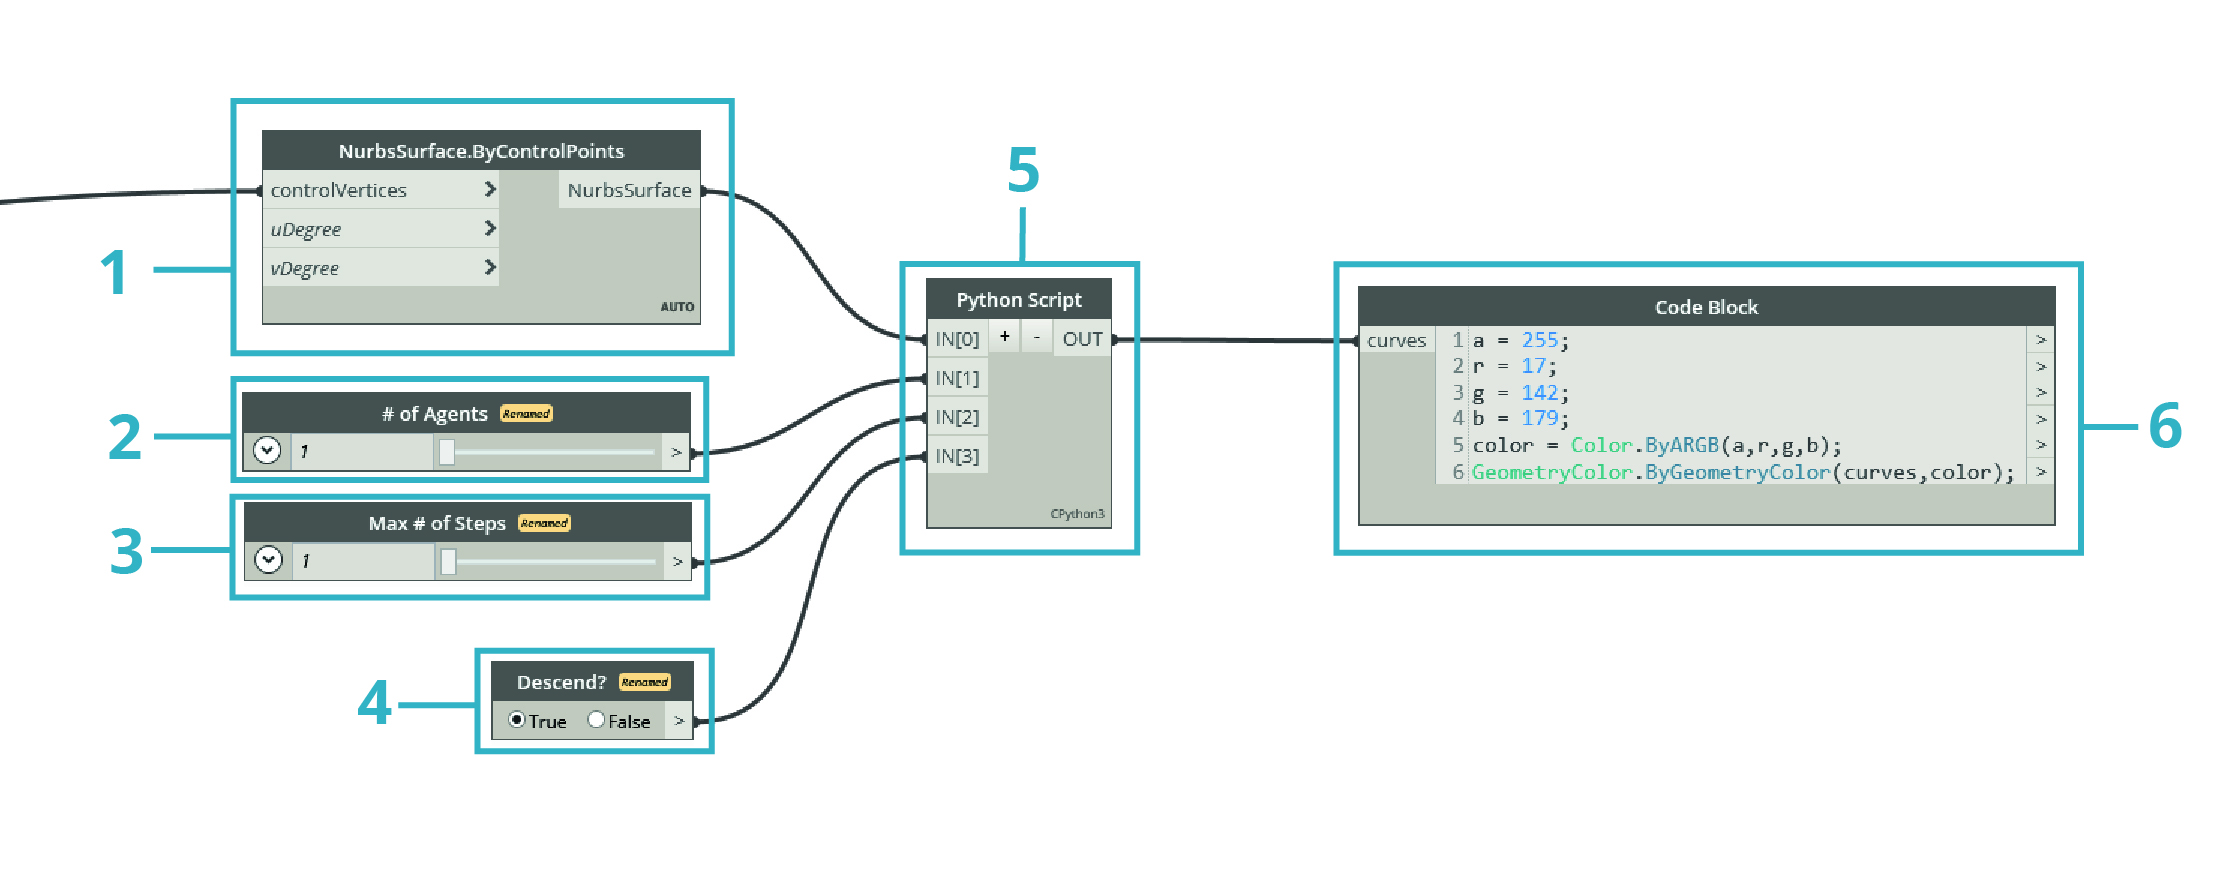 1
NurbsSurface.ByControlPoints
controlVertices > NurbsSurface
uDegree >
vDegree >
AUTO
2
# of Agents Renamed
1 >
3
Max # of Steps Renamed
1 >
4
Descend? Renamed
True False >
5
Python Script
IN[0] + - OUT
IN[1]
IN[2]
IN[3]
CPython3
6
Code Block
curves 1 a = 255; >
2 r = 17; >
3 g = 142; >
4 b = 179; >
5 color = Color.ByARGB(a,r,g,b); >
6 GeometryColor.ByGeometryColor(curves,color); >